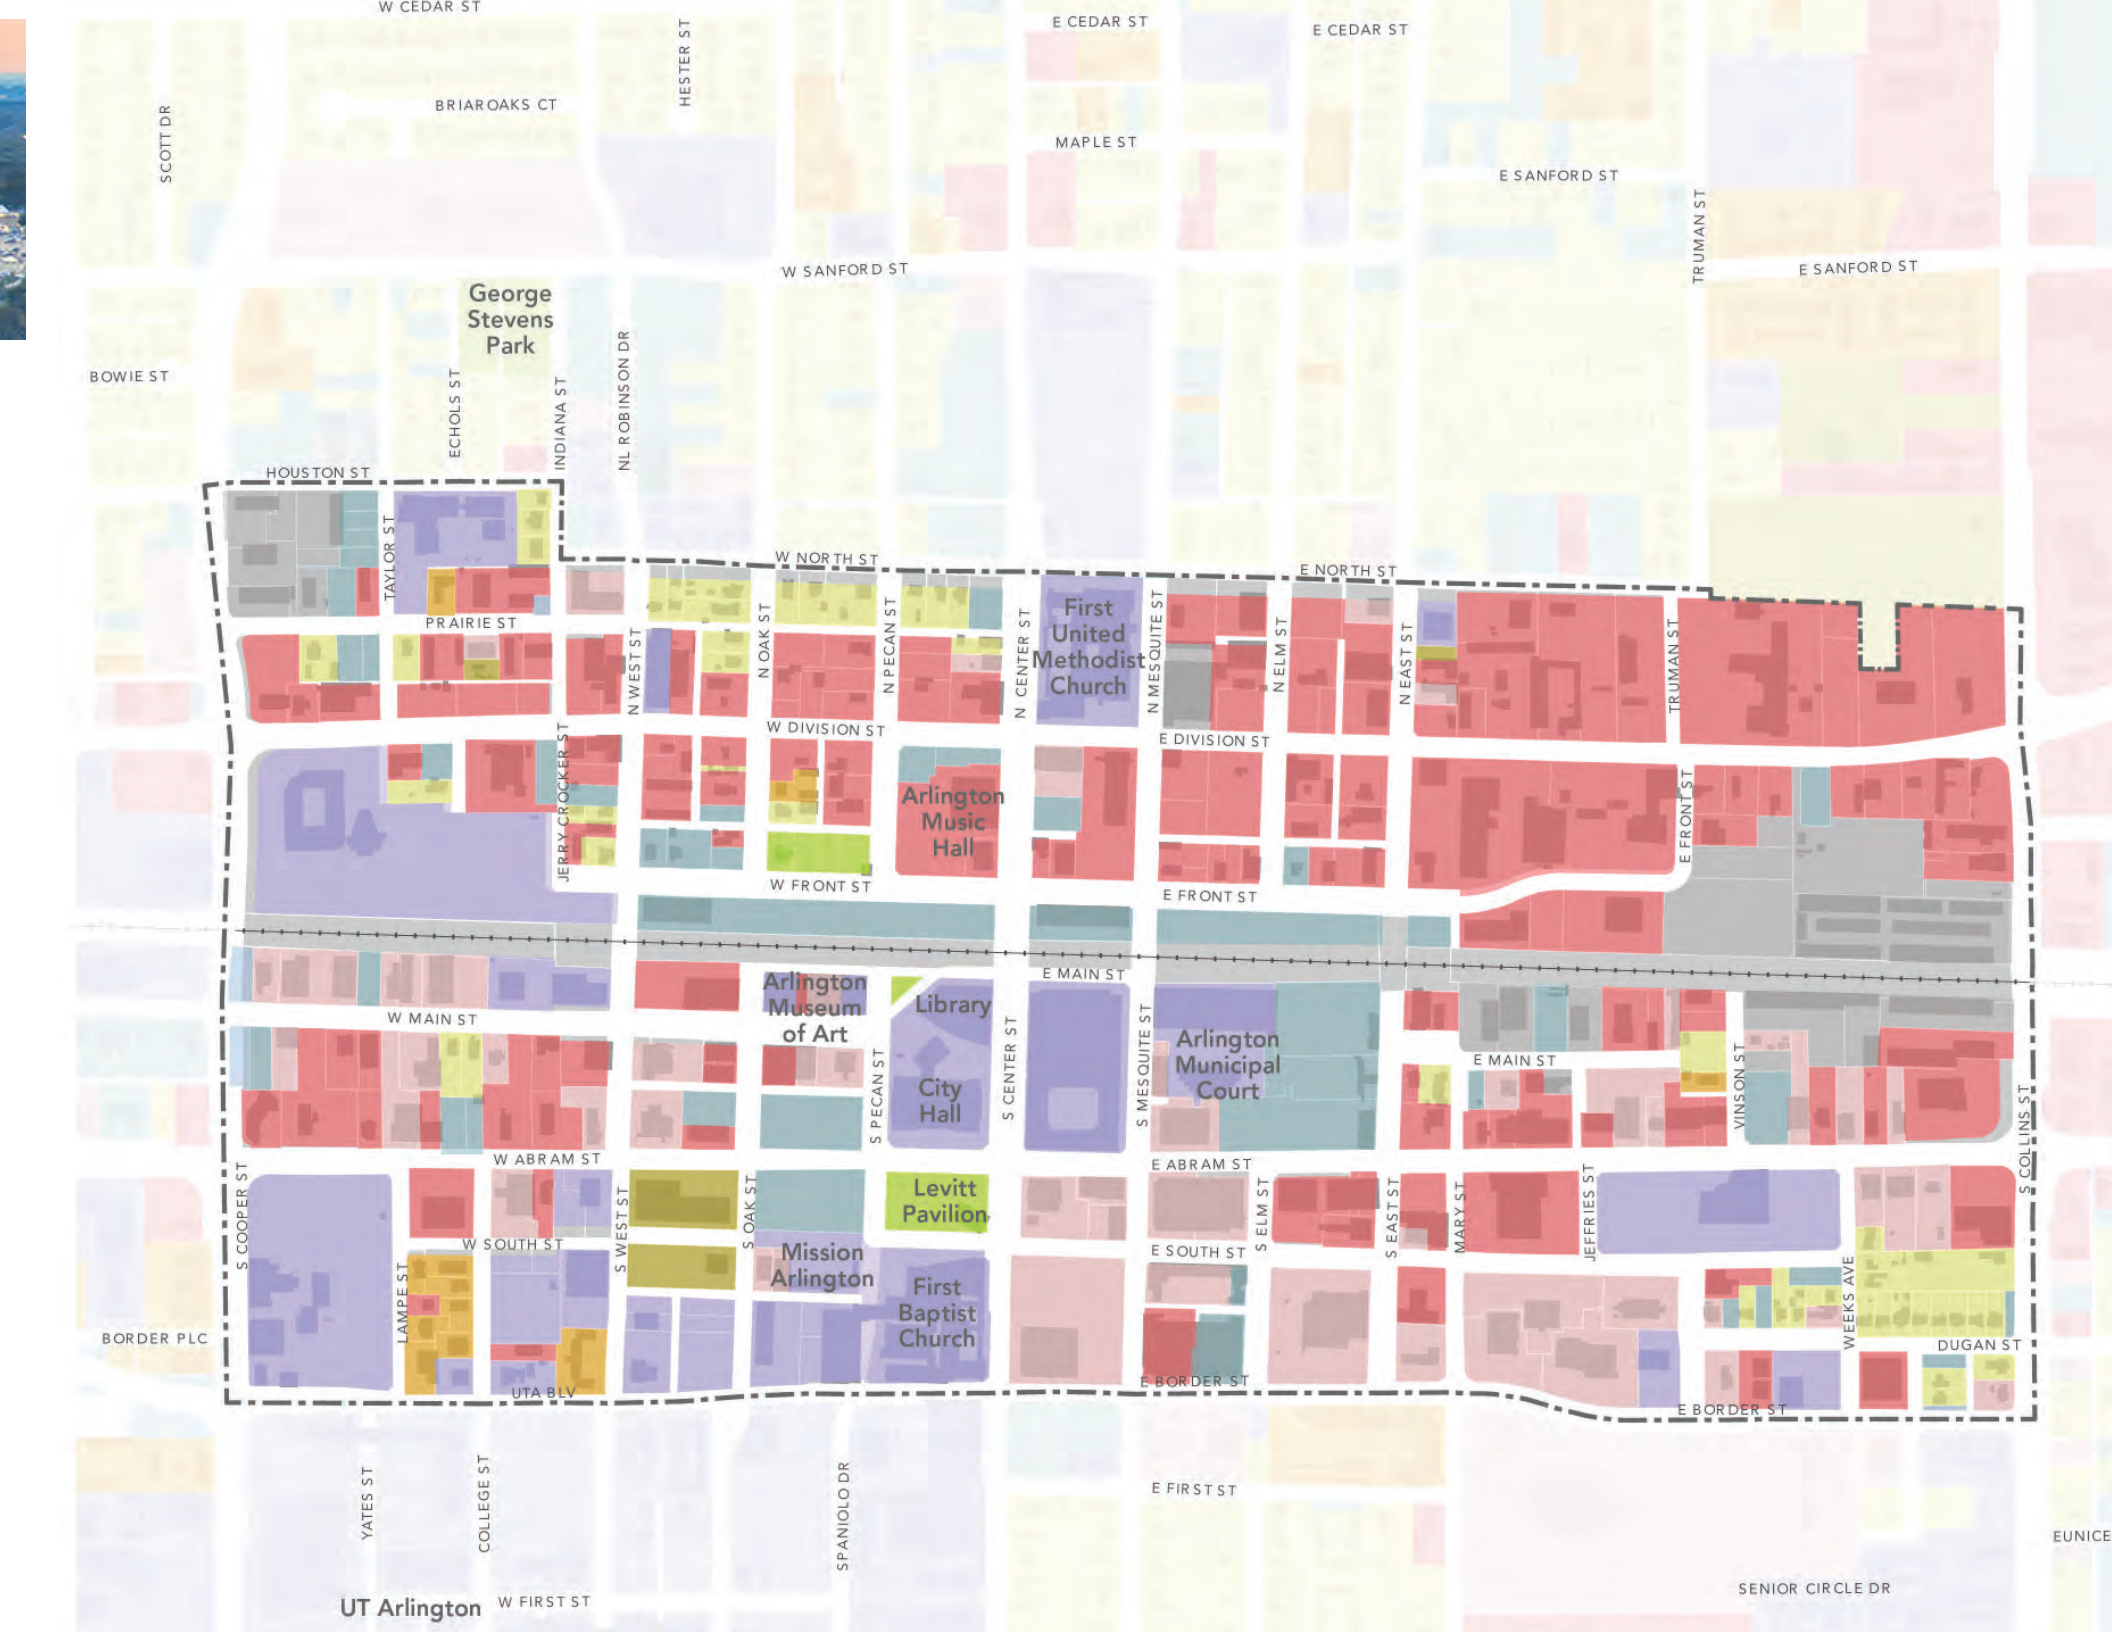 W CEDAR ST
E CEDAR ST
E CEDAR ST
HESTER ST
BRIAROAKS CT
SCOTT DR
MAPLE ST
E SANFORD ST
TRUMAN ST
W SANFORD ST
E SANFORD ST
George
Stevens
Park
BOWIE ST
ECHOLS ST
INDIANA ST
NL ROBINSON DR
HOUSTON ST
TAYLOR ST
W NORTH ST
E NORTH ST
PRAIRIE ST
N WEST ST
N OAK ST
N PECAN ST
N CENTER ST
First
United
Methodist
Church
N MESQUITE ST
N ELM ST
N EAST ST
TRUMAN ST
W DIVISION ST
E DIVISION ST
JERRY CROCKER ST
Arlington
Music
Hall
E FRONT ST
W FRONT ST
E FRONT ST
E MAIN ST
Arlington
Museum
of Art
Library
W MAIN ST
S PECAN ST
City
Hall
S CENTER ST
S MESQUITE ST
Arlington
Municipal
Court
E MAIN ST
VINSON ST
S COLLINS ST
W ABRAM ST
E ABRAM ST
S COOPER ST
S WEST ST
S OAK ST
Levitt
Pavilion
S ELM ST
S EAST ST
MARY ST
JEFFRIES ST
W SOUTH ST
E SOUTH ST
LAMPE ST
Mission
Arlington
First
Baptist
Church
WEEKS AVE
BORDER PLC
DUGAN ST
UTA BLV
E BORDER ST
E BORDER ST
YATES ST
COLLEGE ST
SPANIOLO DR
E FIRST ST
EUNICE
SENIOR CIRCLE DR
UT Arlington
W FIRST ST